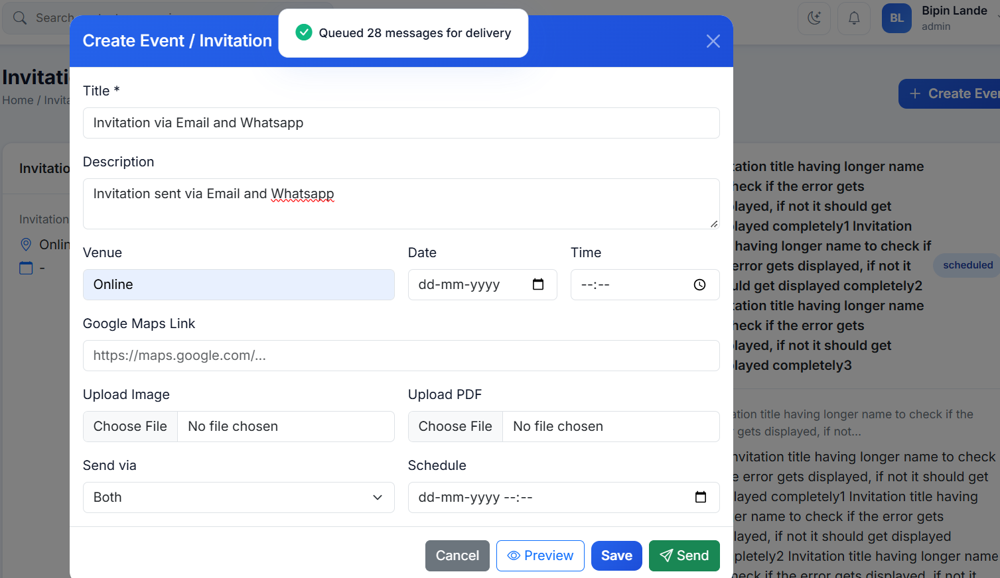 Search
Queued 28 messages for delivery
BL
Bipin Lande
admin
Create Event / Invitation
Invitati
Home / Invita
Create Even
Title *
Invitation via Email and Whatsapp
Description
Invitation sent via Email and Whatsapp
Venue
Date
Time
Online
dd-mm-yyyy
--:--
Google Maps Link
https://maps.google.com/...
Upload Image
Upload PDF
Choose File
No file chosen
Choose File
No file chosen
Send via
Schedule
Both
dd-mm-yyyy --:--
Cancel
Preview
Save
Send
Invitatio
Invitation
Onlin
-
tation title having longer name
heck if the error gets
layed, if not it should get
layed completely1 Invitation
having longer name to check if
error gets displayed, if not it
uld get displayed completely2
tation title having longer name
heck if the error gets
layed, if not it should get
layed completely3
scheduled
ation title having longer name to check if the
gets displayed, if not...
nvitation title having longer name to check
e error gets displayed, if not it should get
layed completely1 Invitation title having
er name to check if the error gets
layed, if not it should get displayed
pletely2 Invitation title having longer name
heck if the error gets displayed, if not it